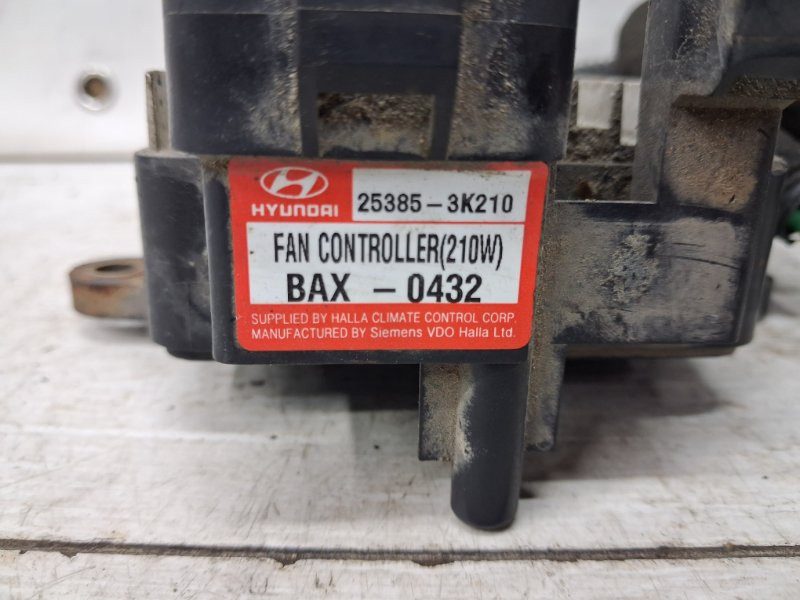 HYUNDAI 25385-3K210
FAN CONTROLLER(210W)
BAX - 0432
SUPPLIED BY HALLA CLIMATE CONTROL CORP.
MANUFACTURED BY Siemens VDO Halla Ltd.